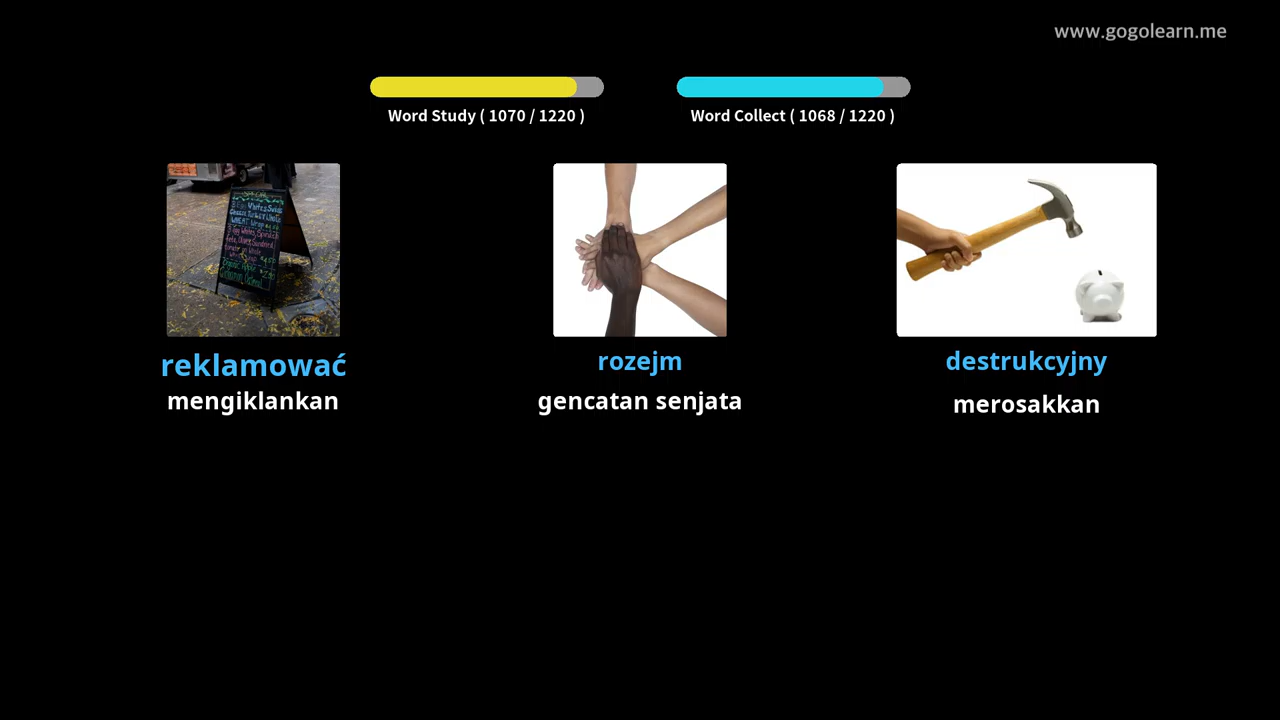 www.gogolearn.me
Word Study ( 1070 / 1220 )
Word Collect ( 1068 / 1220 )
reklamować
mengiklankan
rozejm
gencatan senjata
destrukcyjny
merosakkan